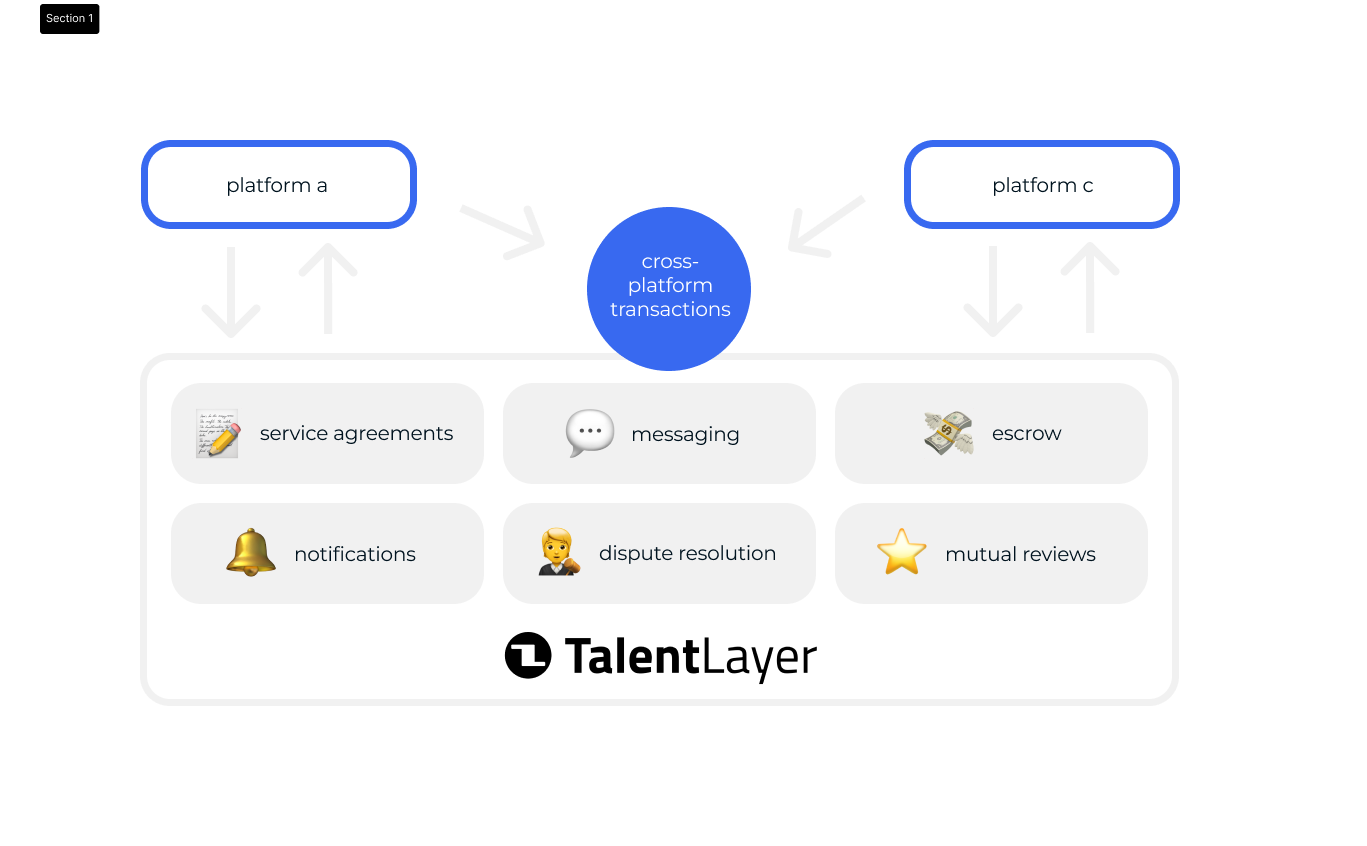 Section 1
platform a
platform c
cross-
platform
transactions
service agreements
messaging
escrow
notifications
dispute resolution
mutual reviews
TalentLayer